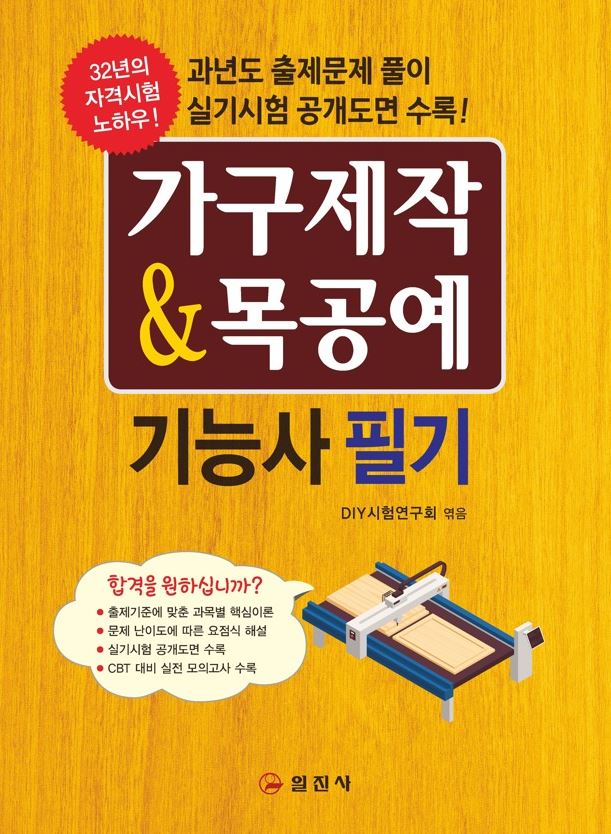 32년의
자격시험
노하우!
과년도 출제문제 풀이
실기시험 공개도면 수록!
가구제작
&목공예
기능사 필기
DIY시험연구회 엮음
합격을 원하십니까?
● 출제기준에 맞춘 과목별 핵심이론
● 문제 난이도에 따른 요점식 해설
● 실기시험 공개도면 수록
● CBT 대비 실전 모의고사 수록
일진사